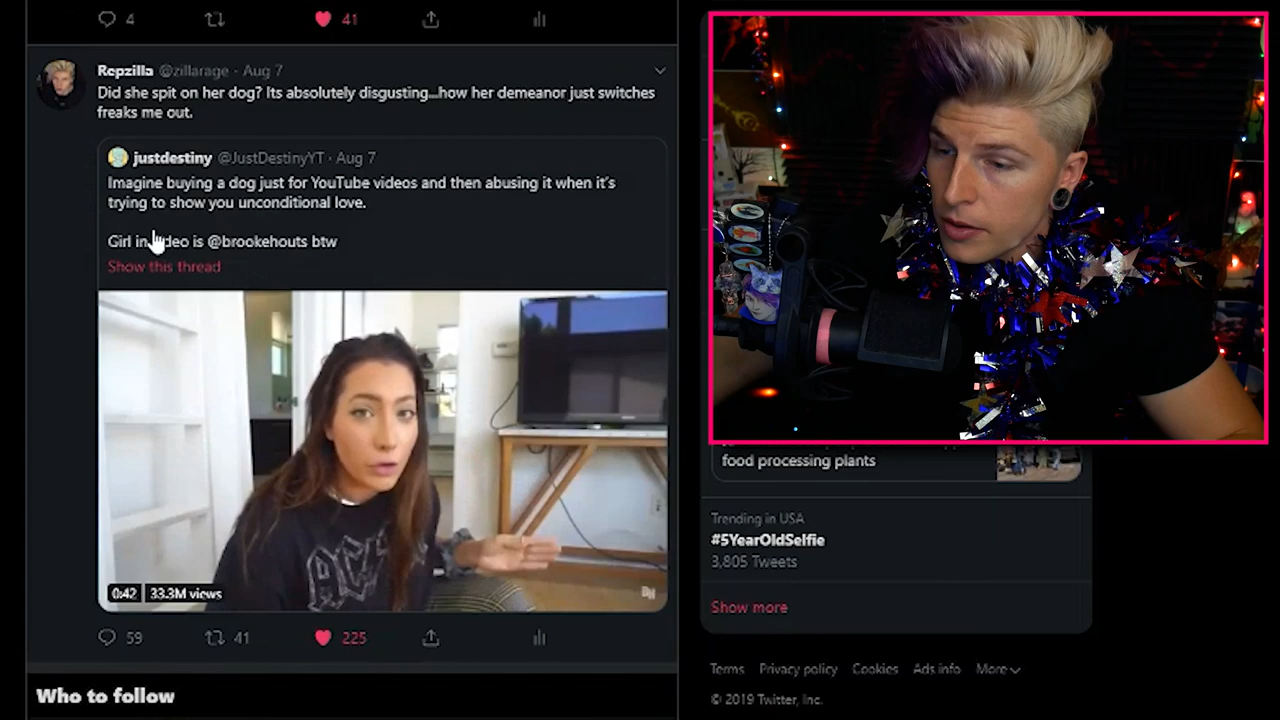 4
41
Repzilla @zillarage · Aug 7
Did she spit on her dog? Its absolutely disgusting...how her demeanor just switches
freaks me out.
justdestiny @JustDestinyYT · Aug 7
Imagine buying a dog just for YouTube videos and then abusing it when it's
trying to show you unconditional love.
Girl in video is @brookehouts btw
Show this thread
0:42 33.3M views
59
41
225
Who to follow
food processing plants
Trending in USA
#5YearOldSelfie
3,805 Tweets
Show more
Terms Privacy policy Cookies Ads info More
© 2019 Twitter, Inc.